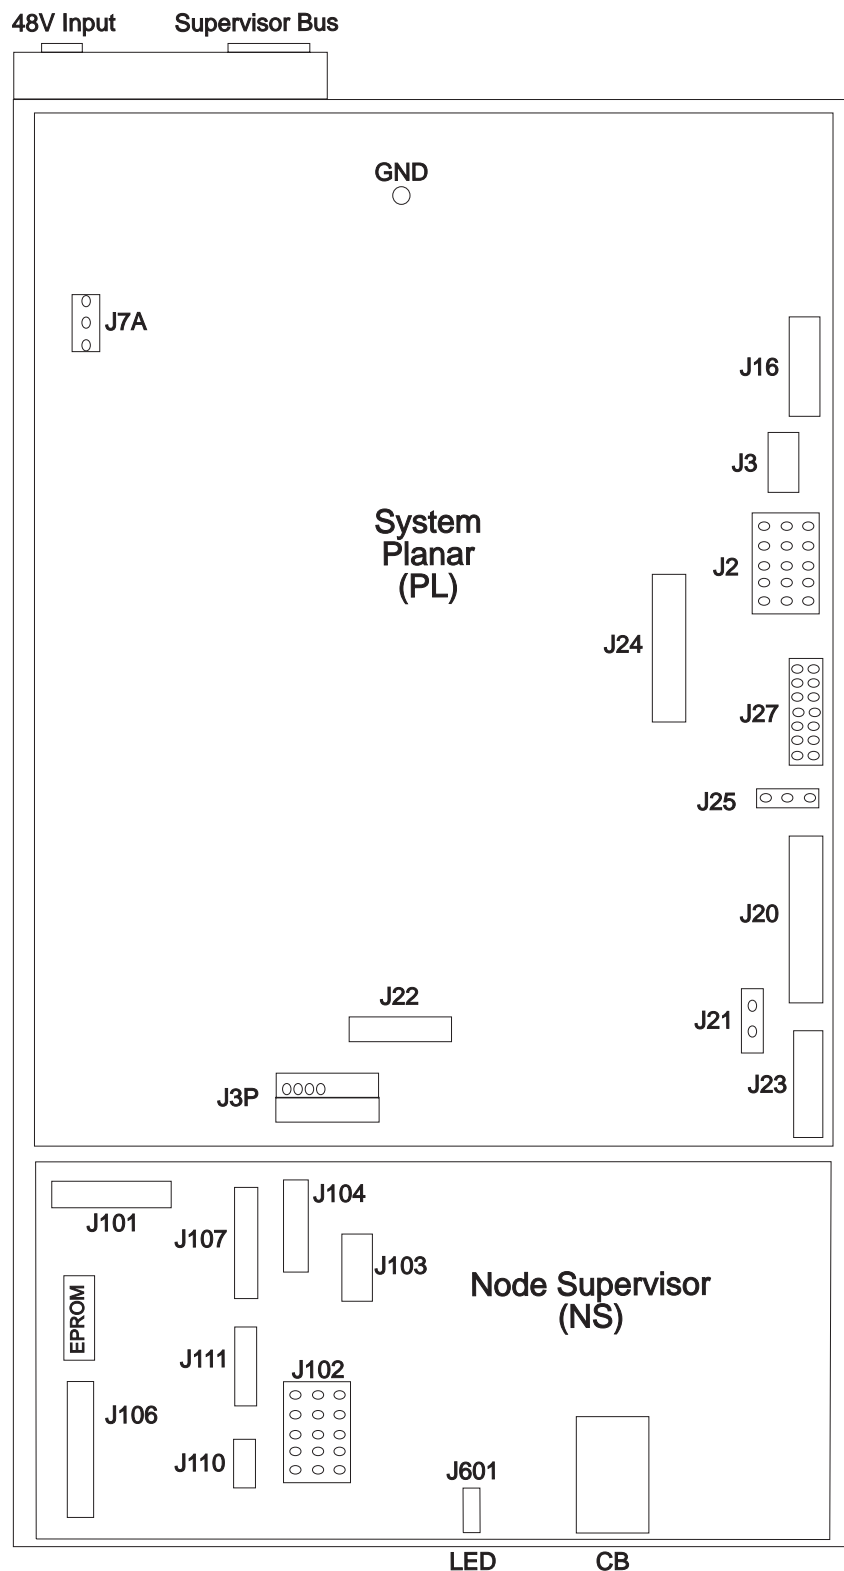 48V Input
Supervisor Bus
GND
J7A
J16
J3
System
Planar
(PL)
J2
J24
J27
J25
J20
J22
J21
J23
J3P
J101
J107
J104
J103
EPROM
Node Supervisor
(NS)
J111
J102
J106
J110
J601
LED
CB